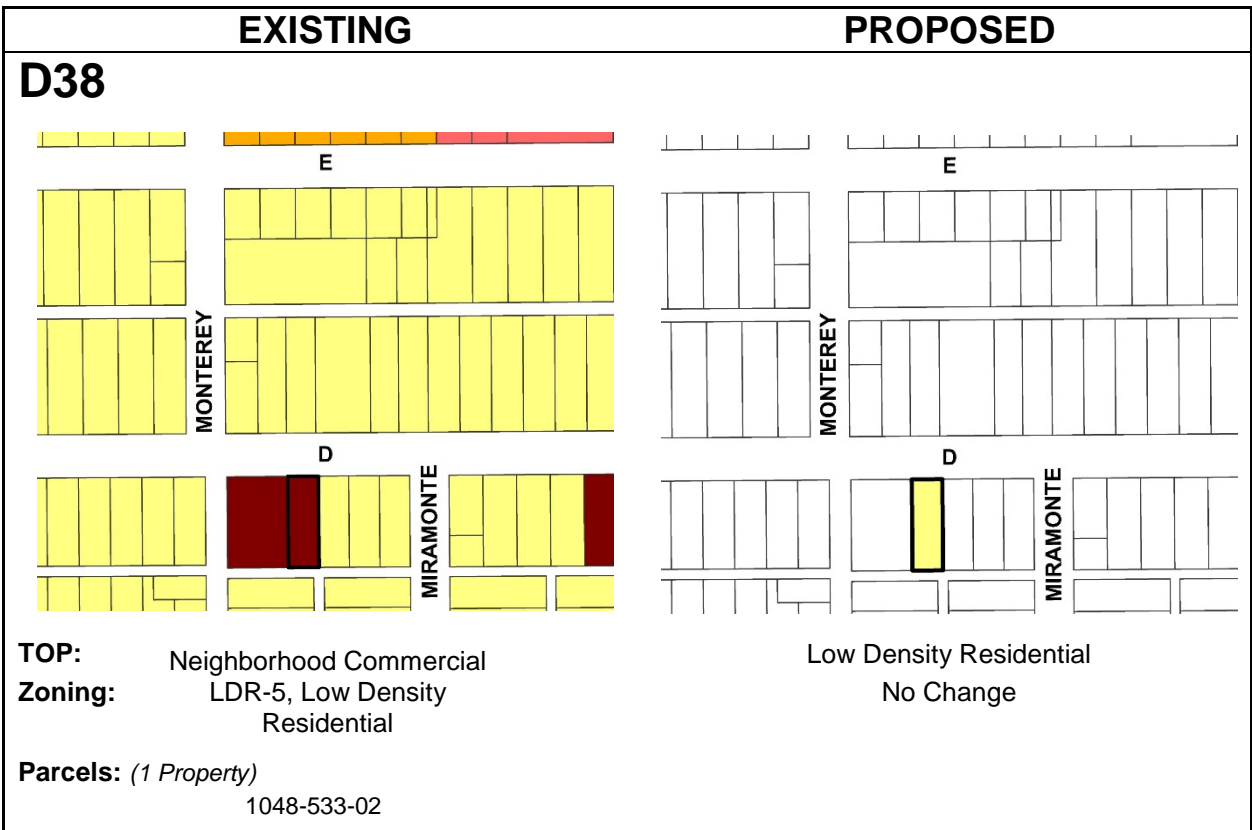 EXISTING PROPOSED
D38
E E
MONTEREY MONTEREY
D D
MIRAMONTE MIRAMONTE
TOP: Neighborhood Commercial Low Density Residential
Zoning: LDR-5, Low Density No Change
Residential
Parcels: (1 Property)
1048-533-02